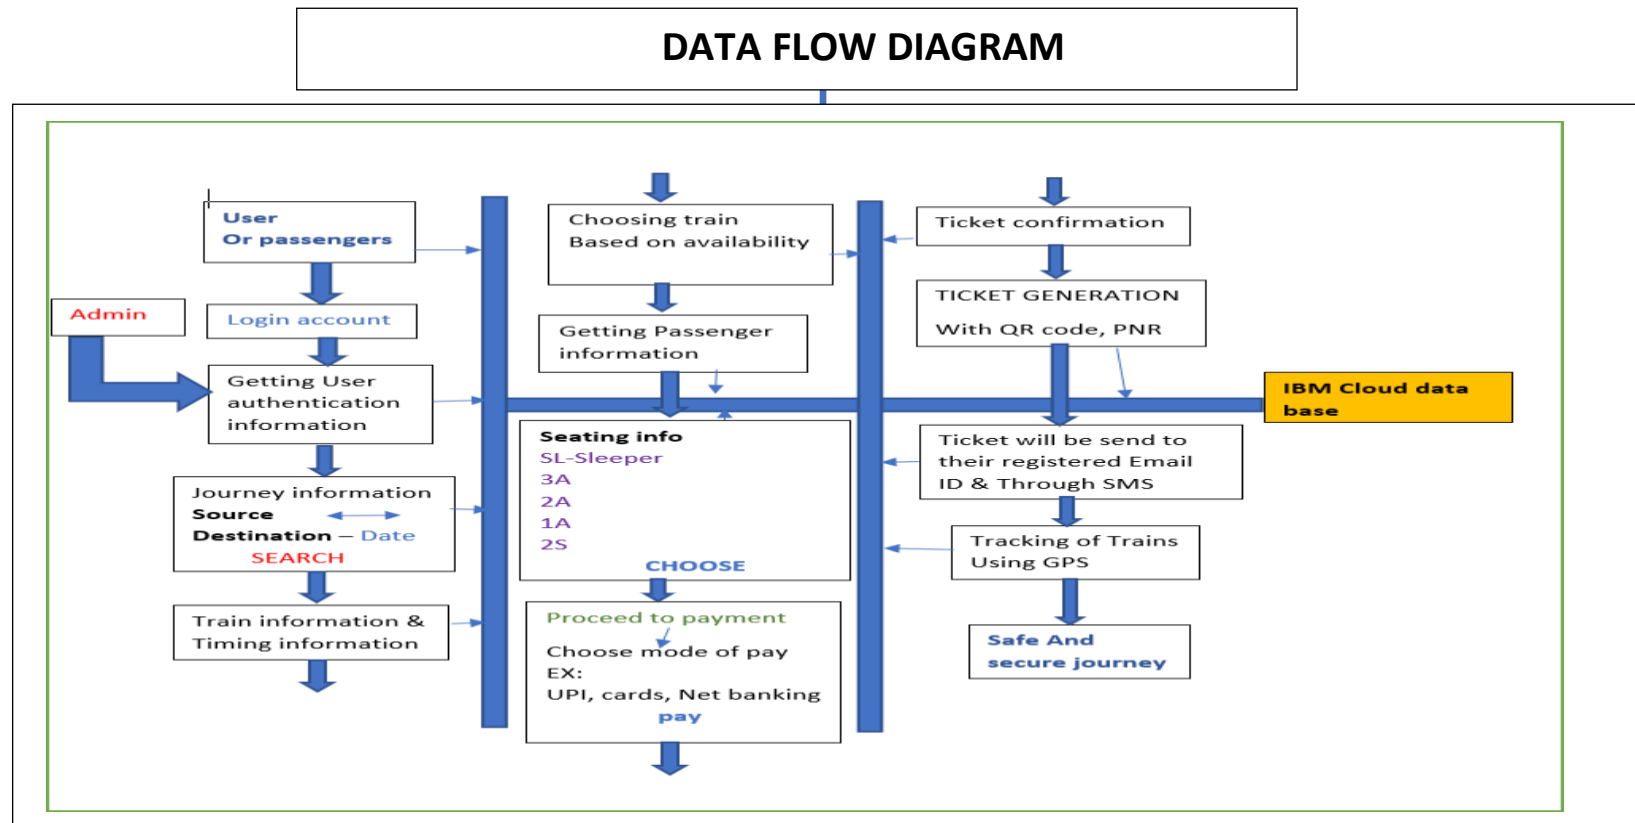 DATA FLOW DIAGRAM
User
Or passengers
Login account
Admin
Getting User
authentication
information
Journey information
Source
Destination – Date
SEARCH
Train information &
Timing information
Choosing train
Based on availability
Getting Passenger
information
Seating info
SL-Sleeper
3A
2A
1A
2S
CHOOSE
Proceed to payment
Choose mode of pay
EX:
UPI, cards, Net banking
pay
Ticket confirmation
TICKET GENERATION
With QR code, PNR
IBM Cloud data
base
Ticket will be send to
their registered Email
ID & Through SMS
Tracking of Trains
Using GPS
Safe And
secure journey